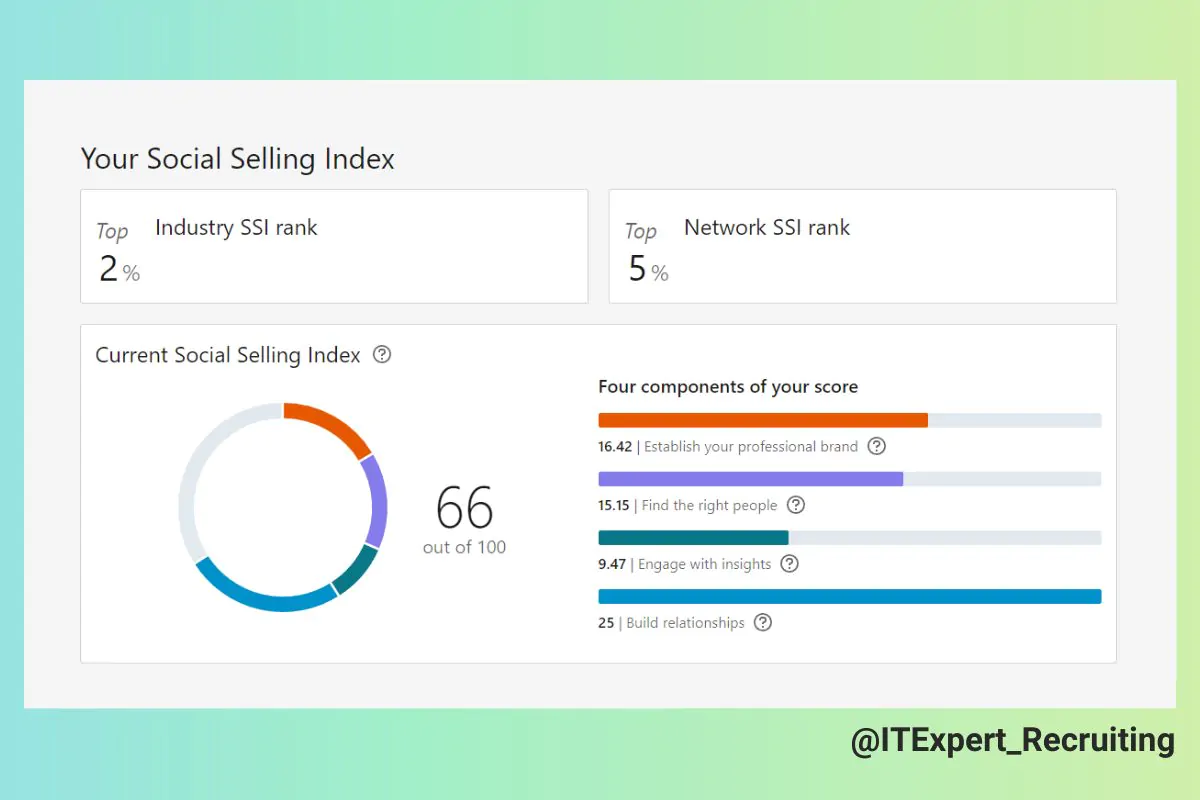 Your Social Selling Index
Top Industry SSI rank
2 %
Top Network SSI rank
5 %
Current Social Selling Index ?
66
out of 100
Four components of your score
16.42 | Establish your professional brand ?
15.15 | Find the right people ?
9.47 | Engage with insights ?
25 | Build relationships ?
@ITExpert_Recruiting